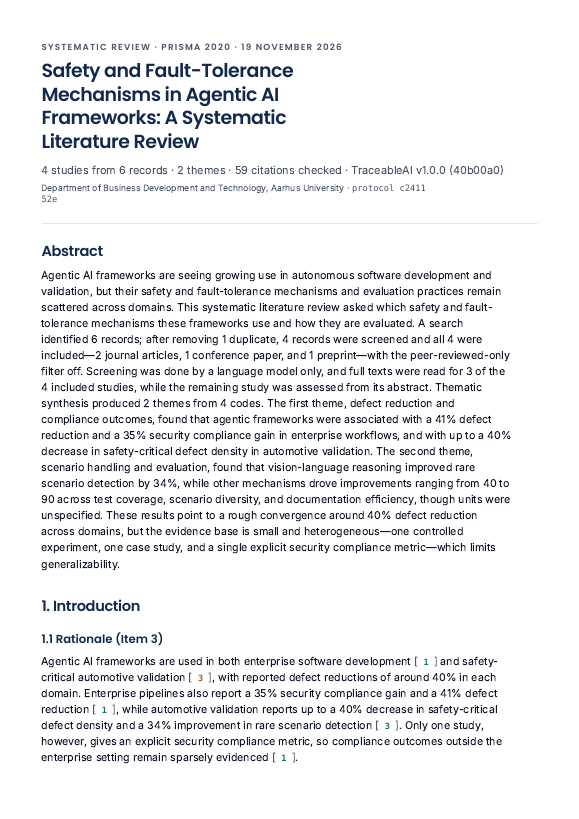 SYSTEMATIC REVIEW · PRISMA 2020 · 19 NOVEMBER 2026
Safety and Fault-Tolerance
Mechanisms in Agentic AI
Frameworks: A Systematic
Literature Review
4 studies from 6 records · 2 themes · 59 citations checked · TraceableAI v1.0.0 (40b00a0)
Department of Business Development and Technology, Aarhus University · protocol c2411
52e
Abstract
Agentic AI frameworks are seeing growing use in autonomous software development and
validation, but their safety and fault-tolerance mechanisms and evaluation practices remain
scattered across domains. This systematic literature review asked which safety and fault-
tolerance mechanisms these frameworks use and how they are evaluated. A search
identified 6 records; after removing 1 duplicate, 4 records were screened and all 4 were
included—2 journal articles, 1 conference paper, and 1 preprint—with the peer-reviewed-only
filter off. Screening was done by a language model only, and full texts were read for 3 of the
4 included studies, while the remaining study was assessed from its abstract. Thematic
synthesis produced 2 themes from 4 codes. The first theme, defect reduction and
compliance outcomes, found that agentic frameworks were associated with a 41% defect
reduction and a 35% security compliance gain in enterprise workflows, and with up to a 40%
decrease in safety-critical defect density in automotive validation. The second theme,
scenario handling and evaluation, found that vision-language reasoning improved rare
scenario detection by 34%, while other mechanisms drove improvements ranging from 40 to
90 across test coverage, scenario diversity, and documentation efficiency, though units were
unspecified. These results point to a rough convergence around 40% defect reduction
across domains, but the evidence base is small and heterogeneous—one controlled
experiment, one case study, and a single explicit security compliance metric—which limits
generalizability.
1. Introduction
1.1 Rationale (Item 3)
Agentic AI frameworks are used in both enterprise software development [ 1 ] and safety-
critical automotive validation [ 3 ], with reported defect reductions of around 40% in each
domain. Enterprise pipelines also report a 35% security compliance gain and a 41% defect
reduction [ 1 ], while automotive validation reports up to a 40% decrease in safety-critical
defect density and a 34% improvement in rare scenario detection [ 3 ]. Only one study,
however, gives an explicit security compliance metric, so compliance outcomes outside the
enterprise setting remain sparsely evidenced [ 1 ].